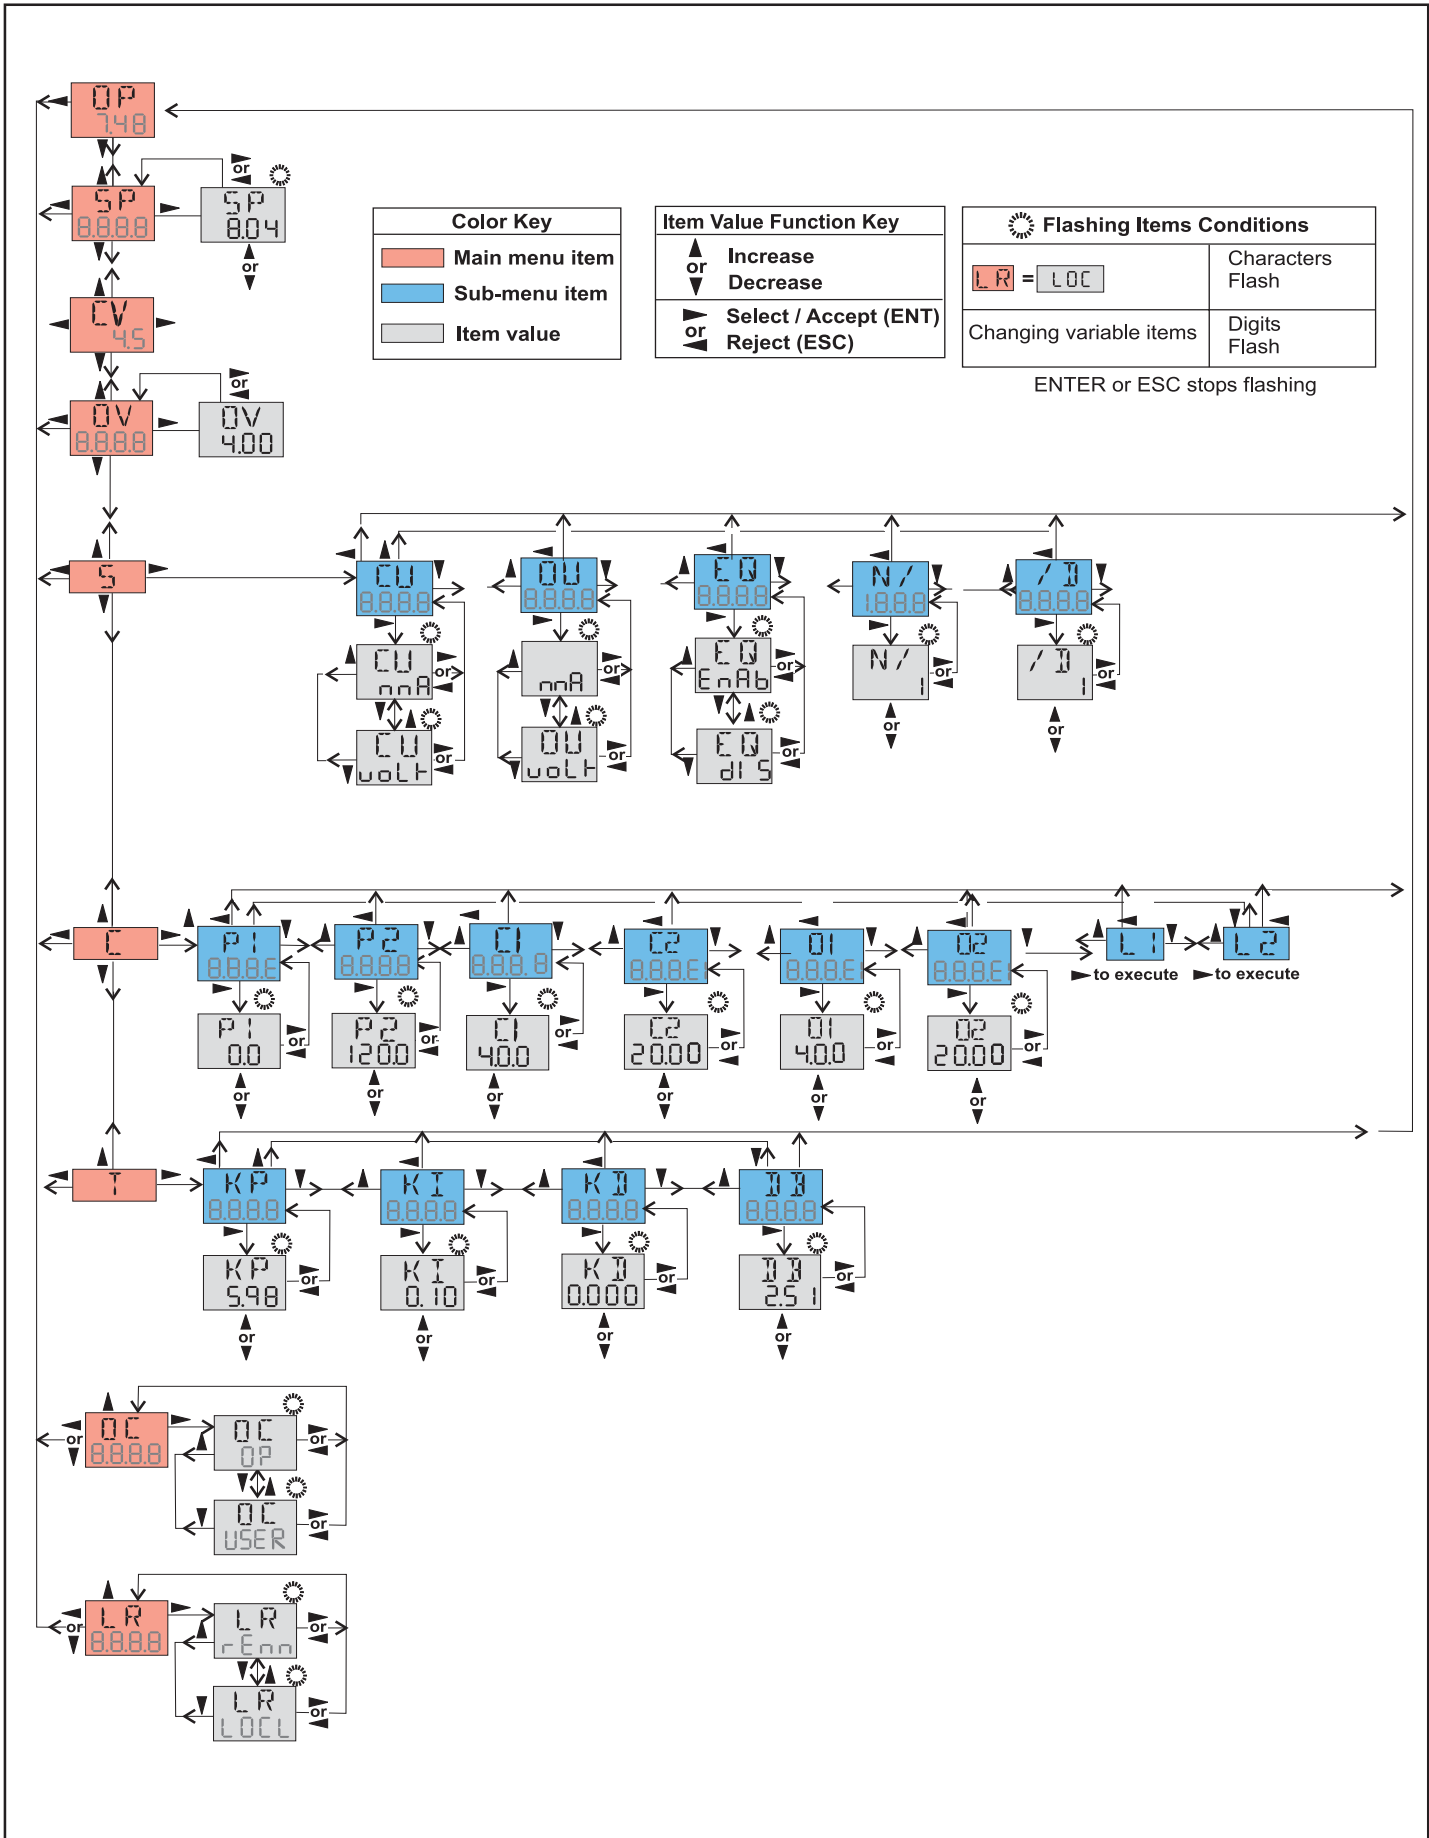 OP
7.48
or
SP
8.8.8.8
SP
8.04
or
Color Key
Main menu item
Sub-menu item
Item value
Item Value Function Key
Increase
or
Decrease
Select / Accept (ENT)
or
Reject (ESC)
Flashing Items Conditions
LR = LOC
Characters
Flash
Changing variable items
Digits
Flash
ENTER or ESC stops flashing
CV
4.5
or
OV
8.8.8.8
OV
4.00
S
CU
8.8.8.8
OU
8.8.8.8
EQ
8.8.8.8
N/
1.8.8.8
/D
8.8.8.8
CU
nnA
or
nnA
or
EQ
EnAb
or
N/
1
or
/D
1
or
CU
voLt
or
OU
voLt
or
EQ
dIS
or
or
or
C
P1
8.8.8.E
P2
8.8.8.8
C1
8.8.8.8
C2
8.8.8.E
O1
8.8.8.E
O2
8.8.8.E
L1
L2
to execute
to execute
P1
0.0
or
P2
120.0
or
C1
4.0.0
or
C2
20.00
or
O1
4.0.0
or
O2
20.00
or
or
or
or
or
or
or
T
KP
8.8.8.8
KI
8.8.8.8
KD
8.8.8.8
DB
8.8.8.8
KP
5.98
or
KI
0.10
or
KD
0.000
or
DB
2.51
or
or
or
or
or
or
OC
8.8.8.8
OC
OP
or
OC
USER
or
or
LR
8.8.8.8
LR
rEnn
or
LR
LOCL
or